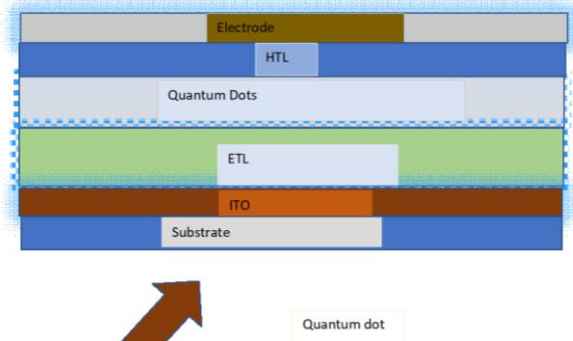 Electrode
HTL
Quantum Dots
ETL
ITO
Substrate
Quantum dot